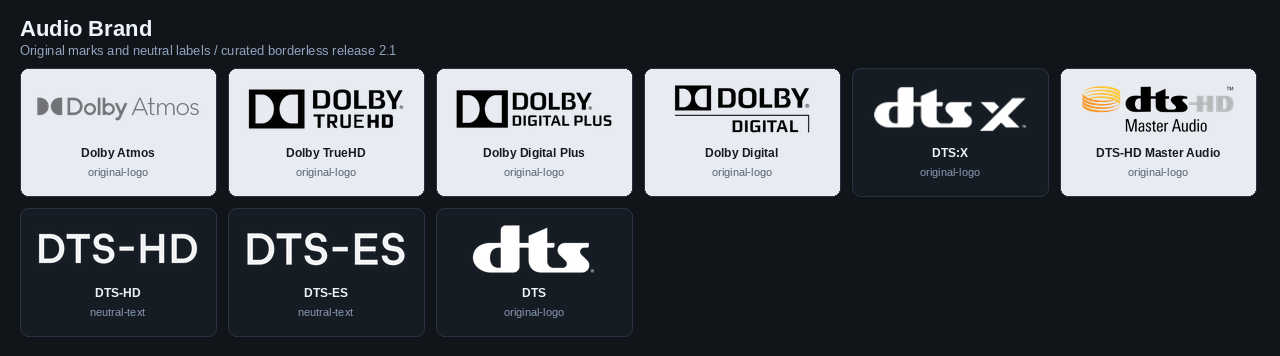 Audio Brand
Original marks and neutral labels / curated borderless release 2.1
Dolby Atmos
Dolby Atmos
original-logo
DOLBY®
TRUEHD
Dolby TrueHD
original-logo
DOLBY®
DIGITAL PLUS
Dolby Digital Plus
original-logo
DOLBY®
DIGITAL
Dolby Digital
original-logo
dts X
DTS:X
original-logo
dts-HD™
Master Audio
DTS-HD Master Audio
original-logo
DTS-HD
DTS-HD
neutral-text
DTS-ES
DTS-ES
neutral-text
dts®
DTS
original-logo